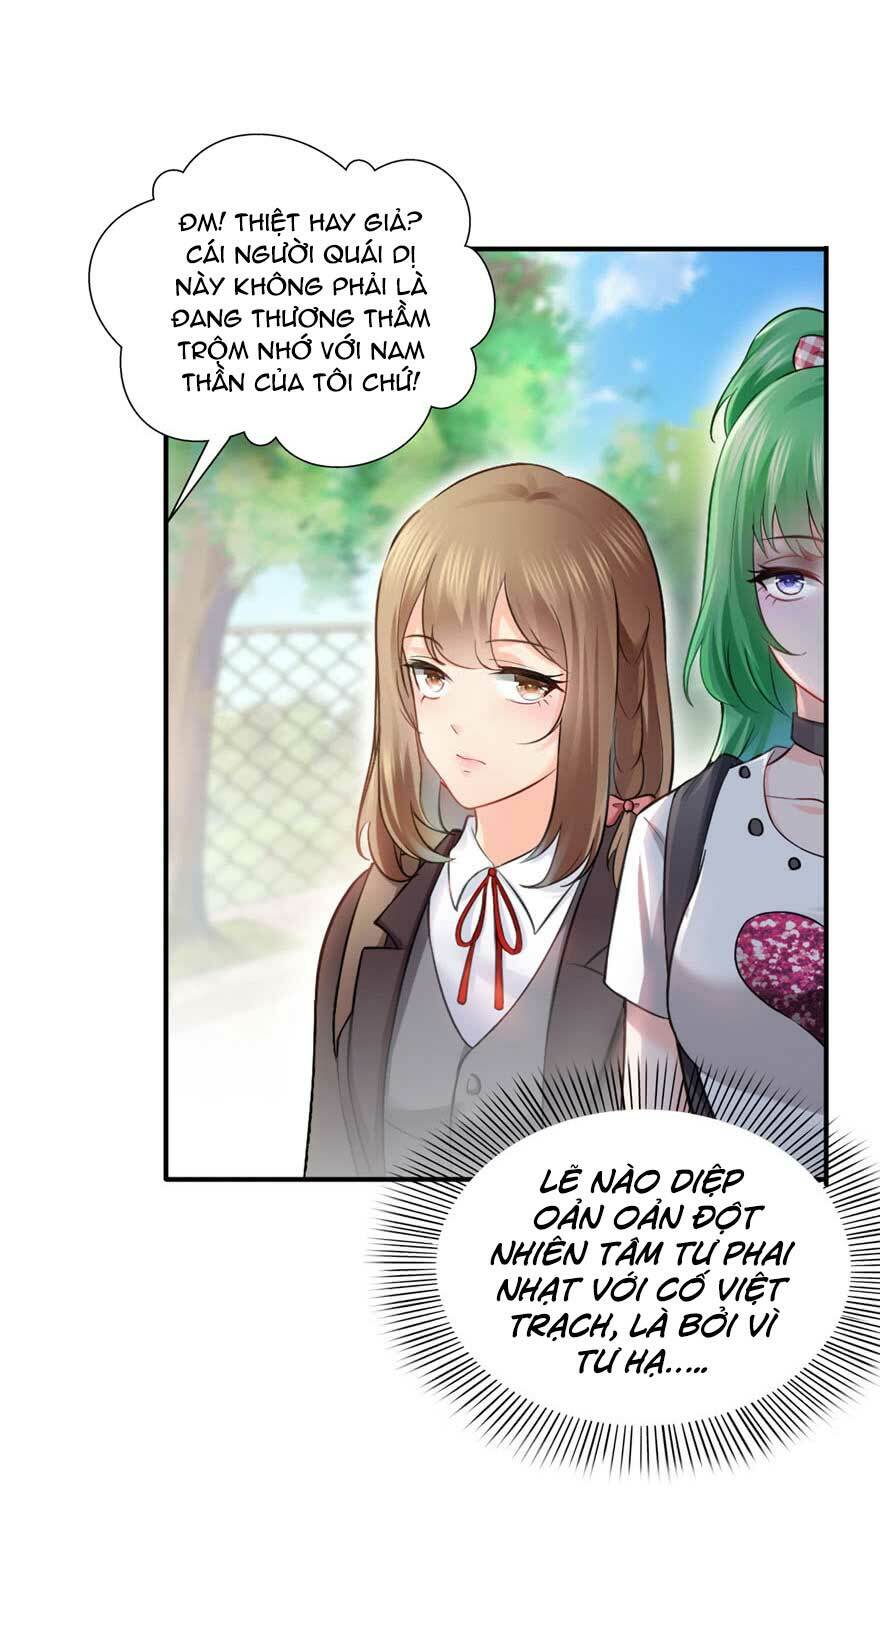 ĐM! THIỆT HAY GIẢ?
CÁI NGƯỜI QUÁI DỊ
NÀY KHÔNG PHẢI LÀ
ĐANG THƯƠNG THẦM
TRỘM NHỚ VỚI NAM
THẦN CỦA TÔI CHỨ!
LẼ NÀO DIỆP
OẢN OẢN ĐỘT
NHIÊN TÂM TƯ PHAI
NHẠT VỚI CỐ VIỆT
TRẠCH, LÀ BỞI VÌ
TƯ HẠ.....